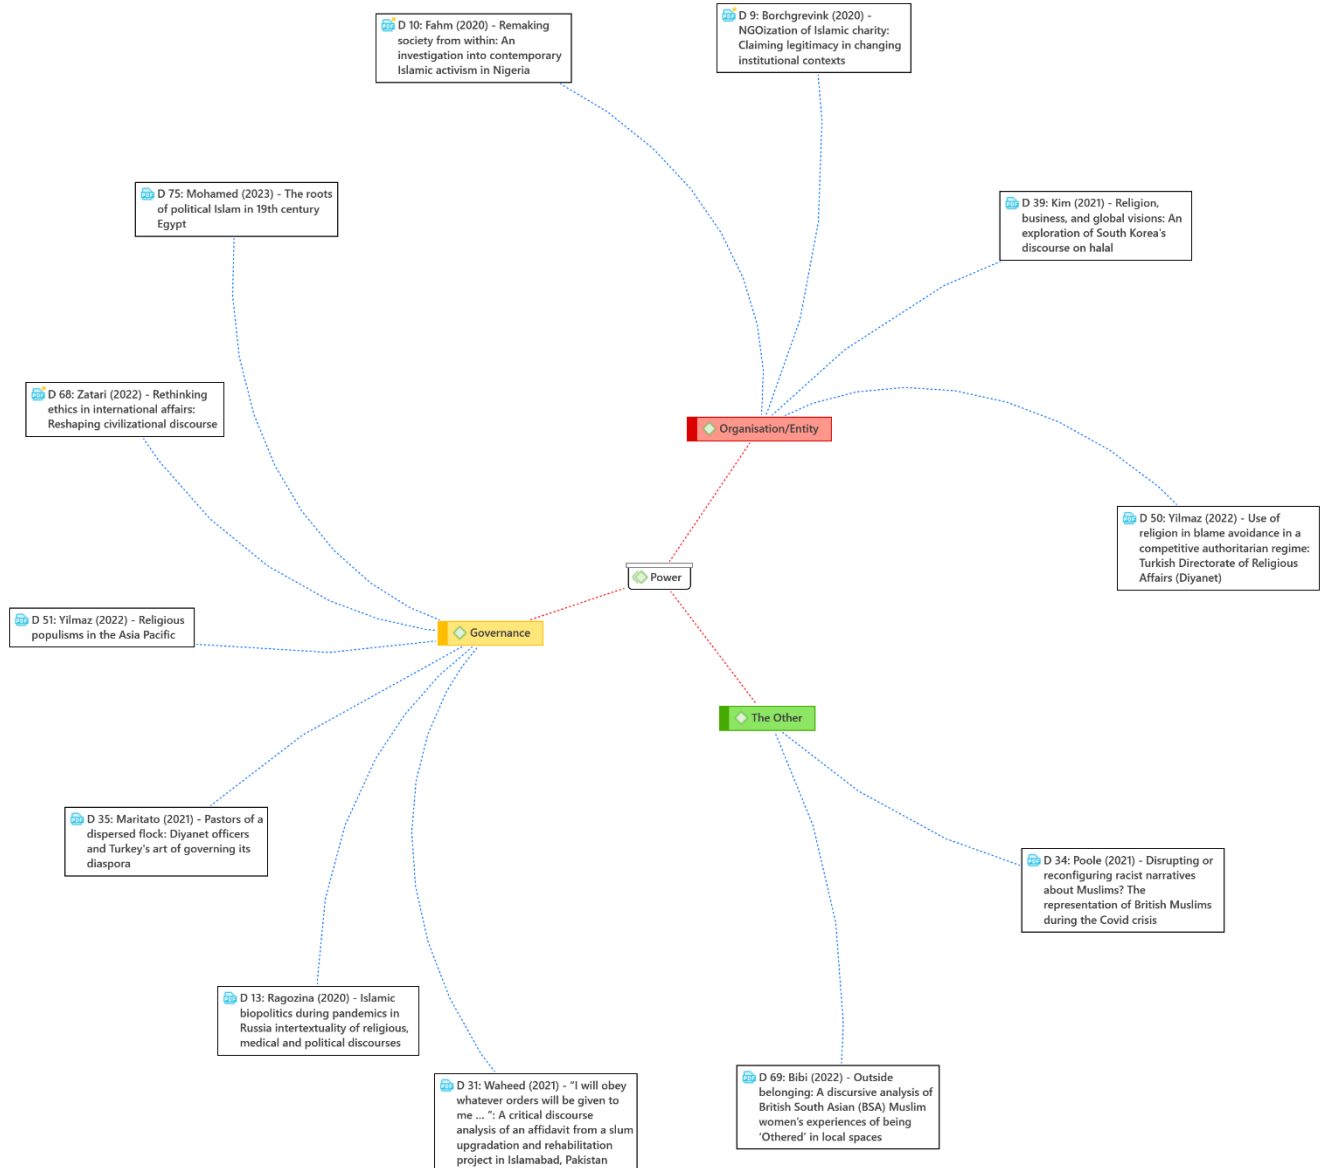 D 10: Fahm (2020) - Remaking
society from within: An
investigation into contemporary
Islamic activism in Nigeria
D 9: Borchgrevink (2020) -
NGOization of Islamic charity:
Claiming legitimacy in changing
institutional contexts
D 75: Mohamed (2023) - The roots
of political Islam in 19th century
Egypt
D 39: Kim (2021) - Religion,
business, and global visions: An
exploration of South Korea's
discourse on halal
D 68: Zatari (2022) - Rethinking
ethics in international affairs:
Reshaping civilizational discourse
Organisation/Entity
D 50: Yilmaz (2022) - Use of
religion in blame avoidance in a
competitive authoritarian regime:
Turkish Directorate of Religious
Affairs (Diyanet)
Power
D 51: Yilmaz (2022) - Religious
populisms in the Asia Pacific
Governance
The Other
D 35: Maritato (2021) - Pastors of a
dispersed flock: Diyanet officers
and Turkey's art of governing its
diaspora
D 34: Poole (2021) - Disrupting or
reconfiguring racist narratives
about Muslims? The
representation of British Muslims
during the Covid crisis
D 13: Ragozina (2020) - Islamic
biopolitics during pandemics in
Russia intertextuality of religious,
medical and political discourses
D 31: Waheed (2021) - "I will obey
whatever orders will be given to
me ... ": A critical discourse
analysis of an affidavit from a slum
upgradation and rehabilitation
project in Islamabad, Pakistan
D 69: Bibi (2022) - Outside
belonging: A discursive analysis of
British South Asian (BSA) Muslim
women's experiences of being
'Othered' in local spaces